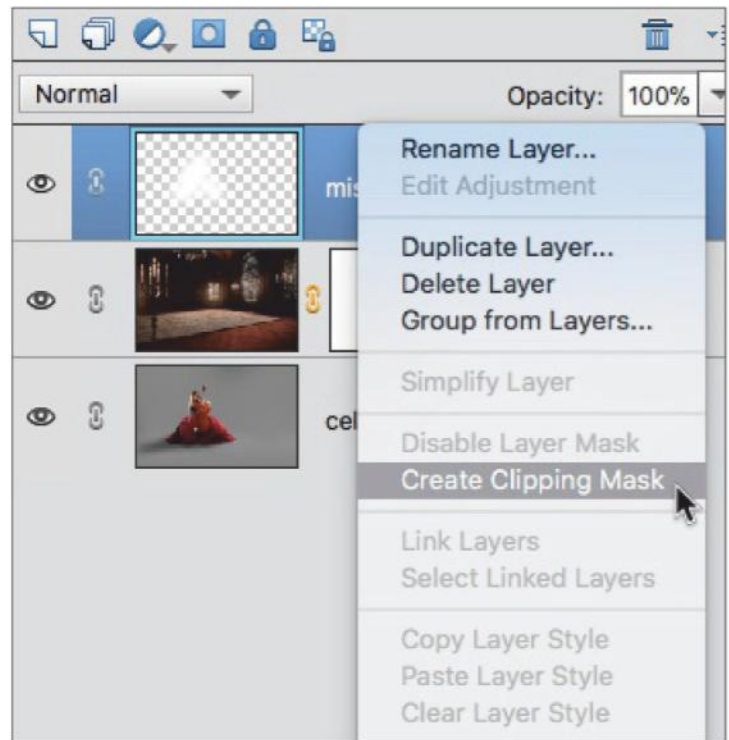 Normal
Opacity: 100%
Rename Layer...
mis
Edit Adjustment
Duplicate Layer...
Delete Layer
Group from Layers...
Simplify Layer
cel
Disable Layer Mask
Create Clipping Mask
Link Layers
Select Linked Layers
Copy Layer Style
Paste Layer Style
Clear Layer Style